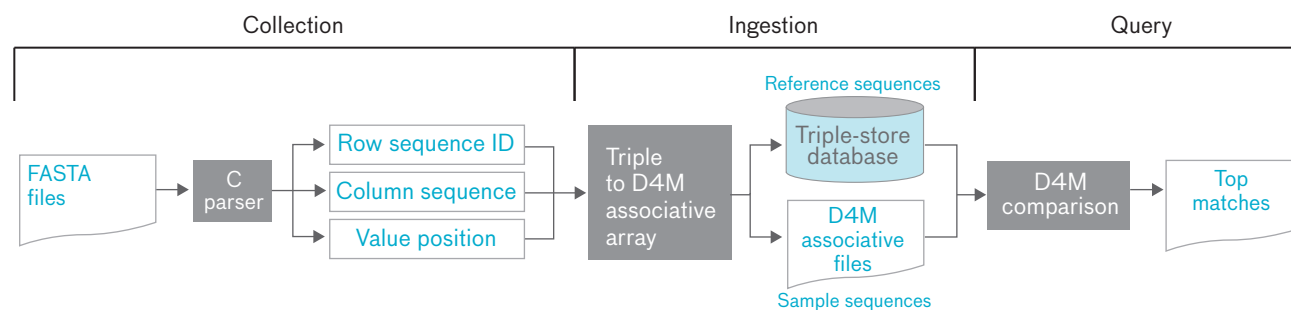 Collection
Ingestion
Query
FASTA
files
C
parser
Row sequence ID
Column sequence
Value position
Triple
to D4M
associative
array
Reference sequences
Triple-store
database
D4M
associative
files
Sample sequences
D4M
comparison
Top
matches